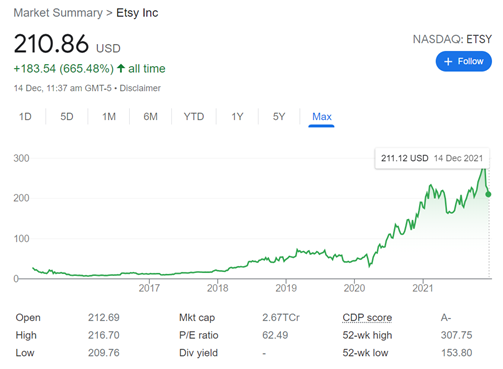 Market Summary > Etsy Inc
210.86 USD
NASDAQ: ETSY
+ Follow
+183.54 (665.48%) ↑ all time
14 Dec, 11:37 am GMT-5 • Disclaimer
1D 5D 1M 6M YTD 1Y 5Y Max
211.12 USD 14 Dec 2021
300
200
100
0
2017 2018 2019 2020 2021
Open 212.69 Mkt cap 2.67TCr CDP score A-
High 216.70 P/E ratio 62.49 52-wk high 307.75
Low 209.76 Div yield - 52-wk low 153.80